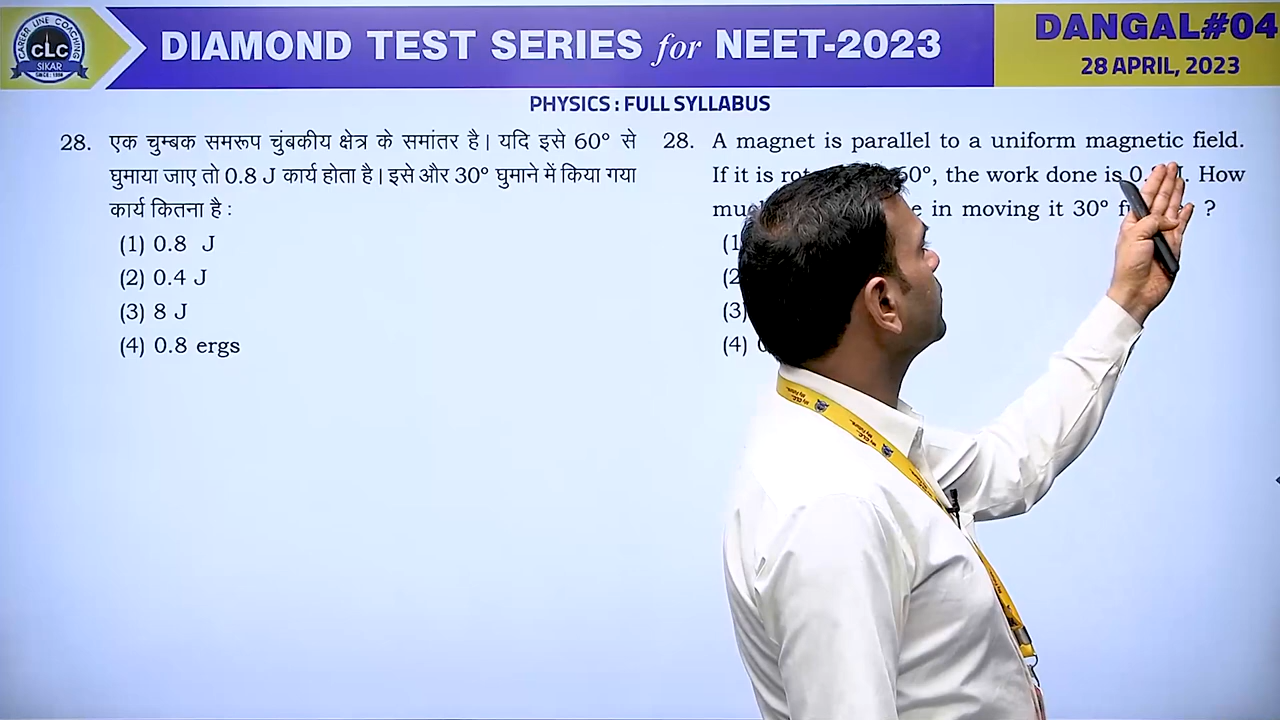 CAREER LINE COACHING
CLC
SIKAR
SINCE: 1996
DIAMOND TEST SERIES for NEET-2023
DANGAL#04
28 APRIL, 2023
PHYSICS : FULL SYLLABUS
28. एक चुम्बक समरूप चुंबकीय क्षेत्र के समांतर है। यदि इसे 60° से
घुमाया जाए तो 0.8 J कार्य होता है। इसे और 30° घुमाने में किया गया
कार्य कितना है :
(1) 0.8 J
(2) 0.4 J
(3) 8 J
(4) 0.8 ergs
28. A magnet is parallel to a uniform magnetic field.
If it is 60°, the work done is J. How
in moving it 30° ?
(1)
(2)
(3)
(4)